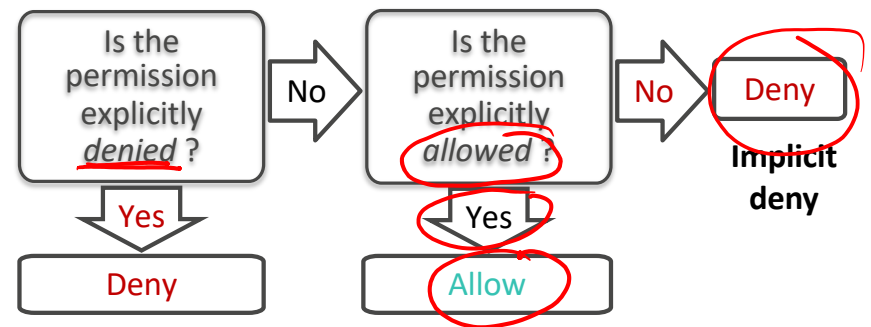 Is the
permission
explicitly
denied ?
No
Is the
permission
explicitly
allowed ?
No
Deny
Implicit
deny
Yes
Deny
Yes
Allow